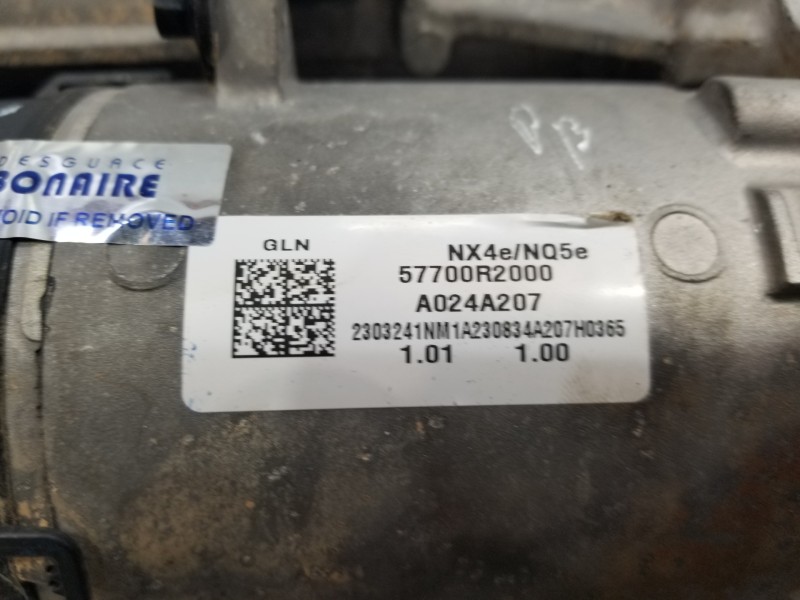 DESGUACE
BONAIRE
VOID IF REMOVED
GLN
NX4e/NQ5e
57700R2000
A024A207
2303241NM1A230834A207H0365
1.01 1.00